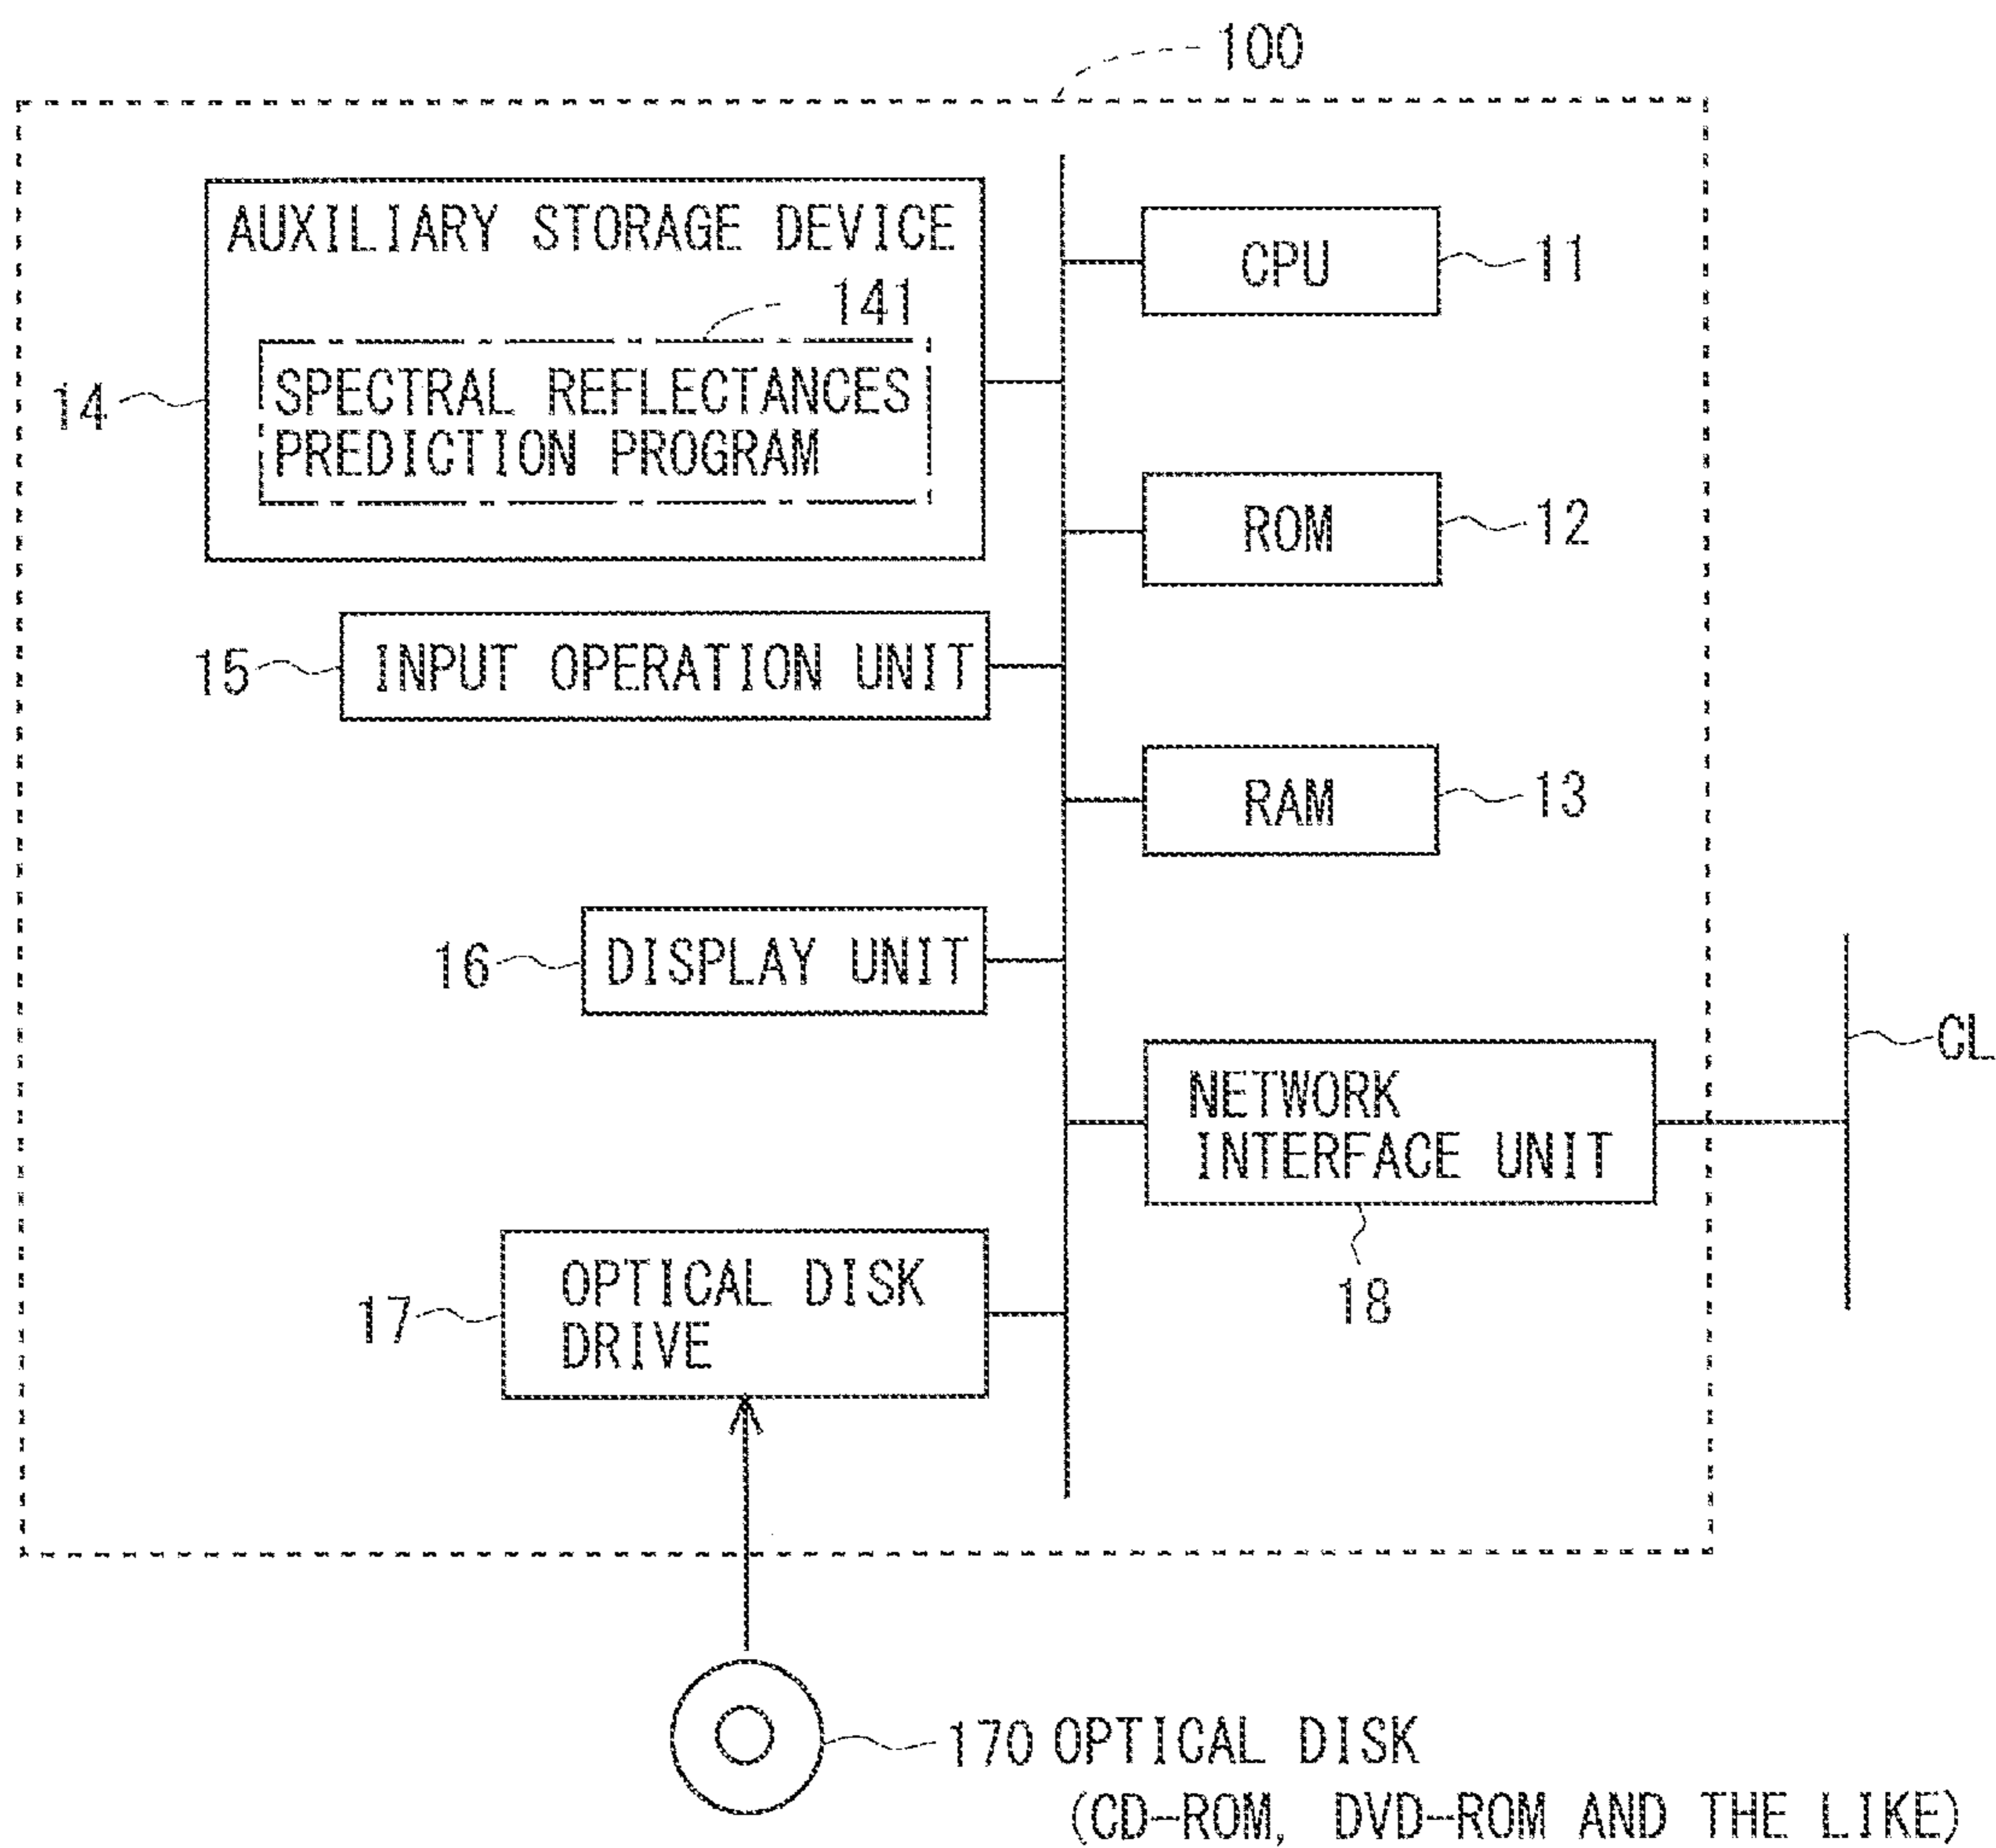 100
AUXILIARY STORAGE DEVICE
141
SPECTRAL REFLECTANCES
PREDICTION PROGRAM
14
CPU
11
ROM
12
15
INPUT OPERATION UNIT
RAM
13
16
DISPLAY UNIT
CL
NETWORK
INTERFACE UNIT
18
17
OPTICAL DISK
DRIVE
170 OPTICAL DISK
(CD-ROM, DVD-ROM AND THE LIKE)